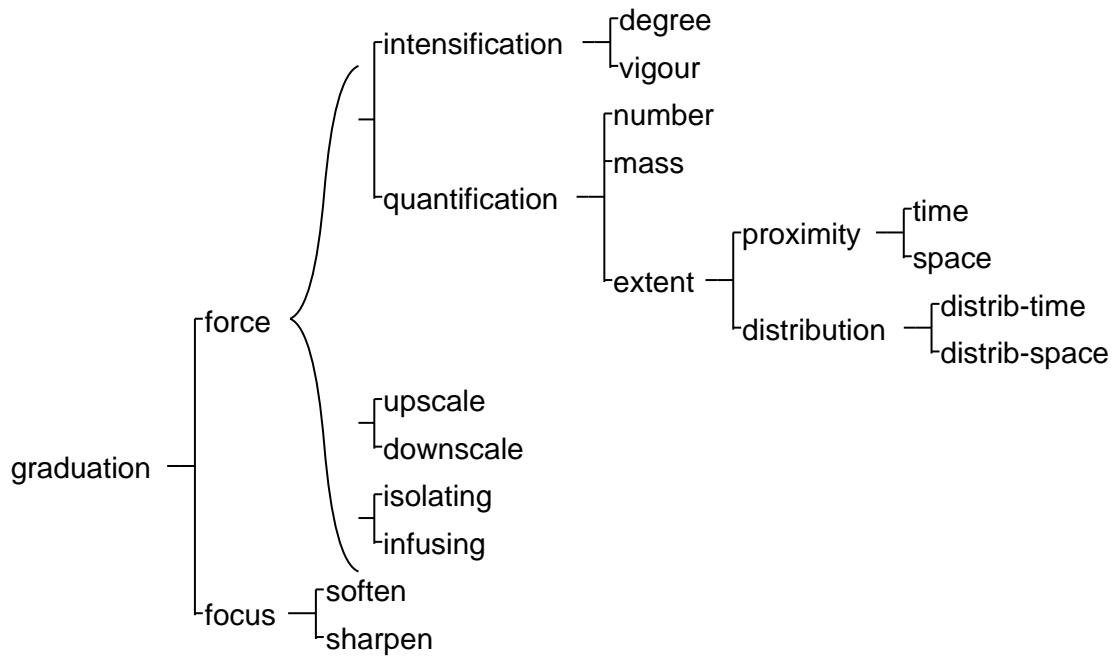 degree
intensification
vigour
number
mass
quantification
time
proximity
space
extent
distrib-time
force
distribution
distrib-space
upscale
downscale
graduation
isolating
infusing
soften
focus
sharpen